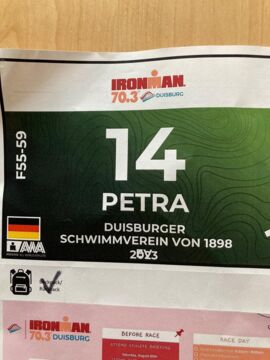 IRONMAN
70.3 DUISBURG
F55-59
14
PETRA
DUISBURGER
SCHWIMMVEREIN VON 1898
AWA
IRONMAN
70.3 DUISBURG
BEFORE RACE
RACE DAY